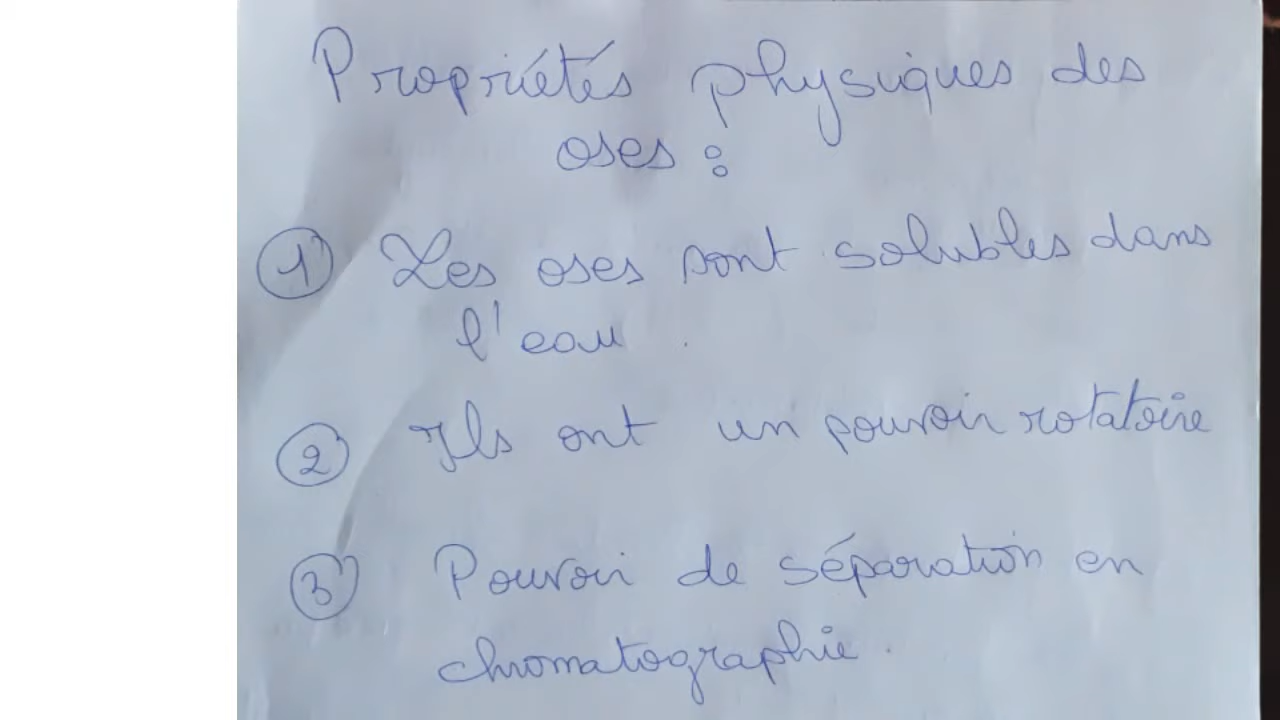 Propriétés physiques des
oses :
1 Les oses sont solubles dans
l'eau.
2 Ils ont un pouvoir rotatoire
3 Pouvoir de séparation en
chromatographie.